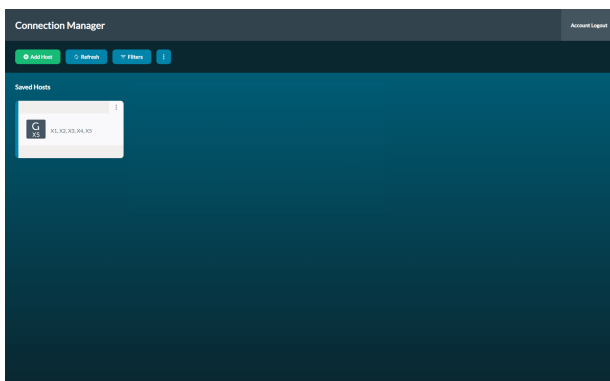 Connection Manager
Account Logout
Add Host
Refresh
Filters
Saved Hosts
G
X5
X1, X2, X3, X4, X5